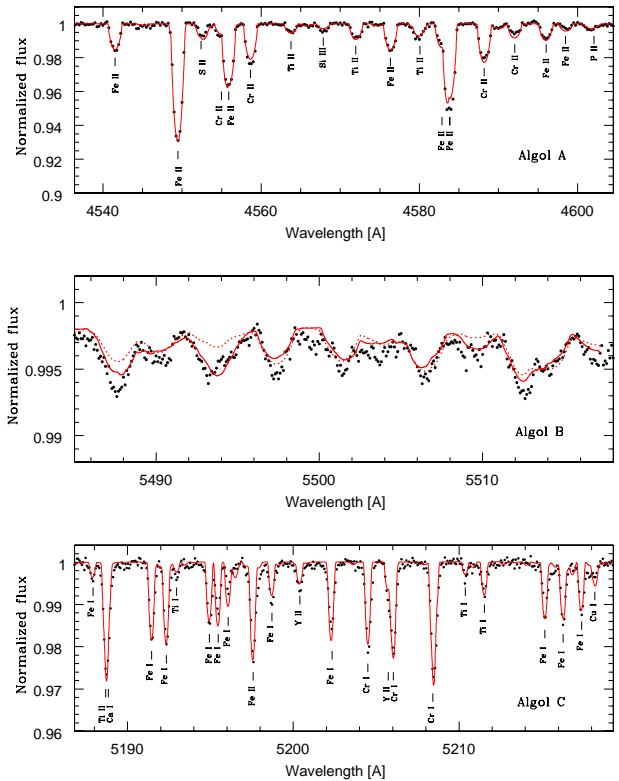 1
0.98
0.96
0.94
0.92
0.9
Normalized flux
Fe II
Fe II
S II
Cr II
Fe II
Cr II
Ti II
Si III
Ti II
Fe II
Ti II
Fe II
Fe II
Cr II
Cr II
Fe II
Fe II
P II
Algol A
4540
4560
4580
4600
Wavelength [A]
1
0.995
0.99
Normalized flux
Algol B
5490
5500
5510
Wavelength [A]
1
0.99
0.98
0.97
0.96
Normalized flux
Fe I
Ti II
Ca I
Fe I
Fe I
Ti I
Fe I
Fe I
Fe I
Fe II
Fe I
Y II
Fe I
Cr I
Y II
Cr I
Cr I
Ti I
Ti I
Fe I
Fe I
Fe I
Cu I
Algol C
5190
5200
5210
Wavelength [A]